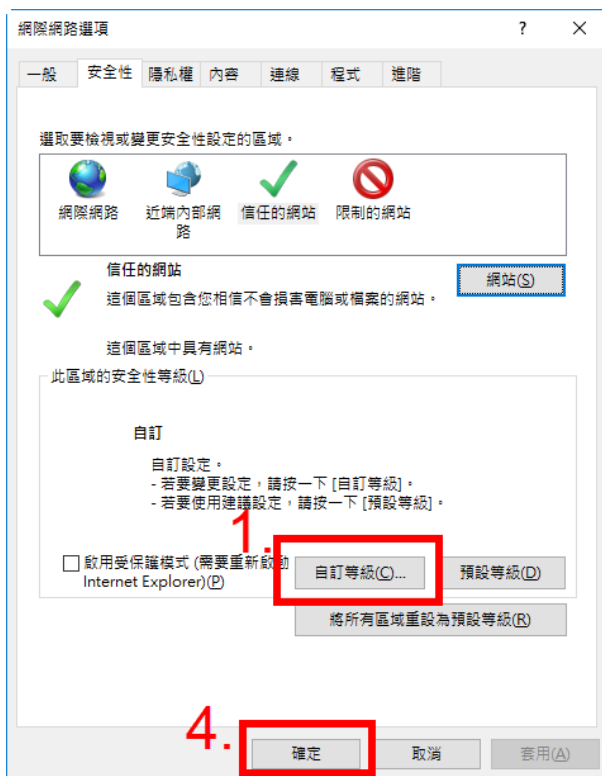 網際網路選項 ? ×
一般 安全性 隱私權 內容 連線 程式 進階
選取要檢視或變更安全性設定的區域。
網際網路 近端內部網路 信任的網站 限制的網站
信任的網站
網站(S)
這個區域包含您相信不會損害電腦或檔案的網站。
這個區域中具有網站。
此區域的安全性等級(L)
自訂
自訂設定。
- 若要變更設定，請按一下 [自訂等級]。
- 若要使用建議設定，請按一下 [預設等級]。
1.
啟用受保護模式 (需要重新啟動
Internet Explorer)(P)
自訂等級(C)... 預設等級(D)
將所有區域重設為預設等級(R)
4.
確定 取消 套用(A)